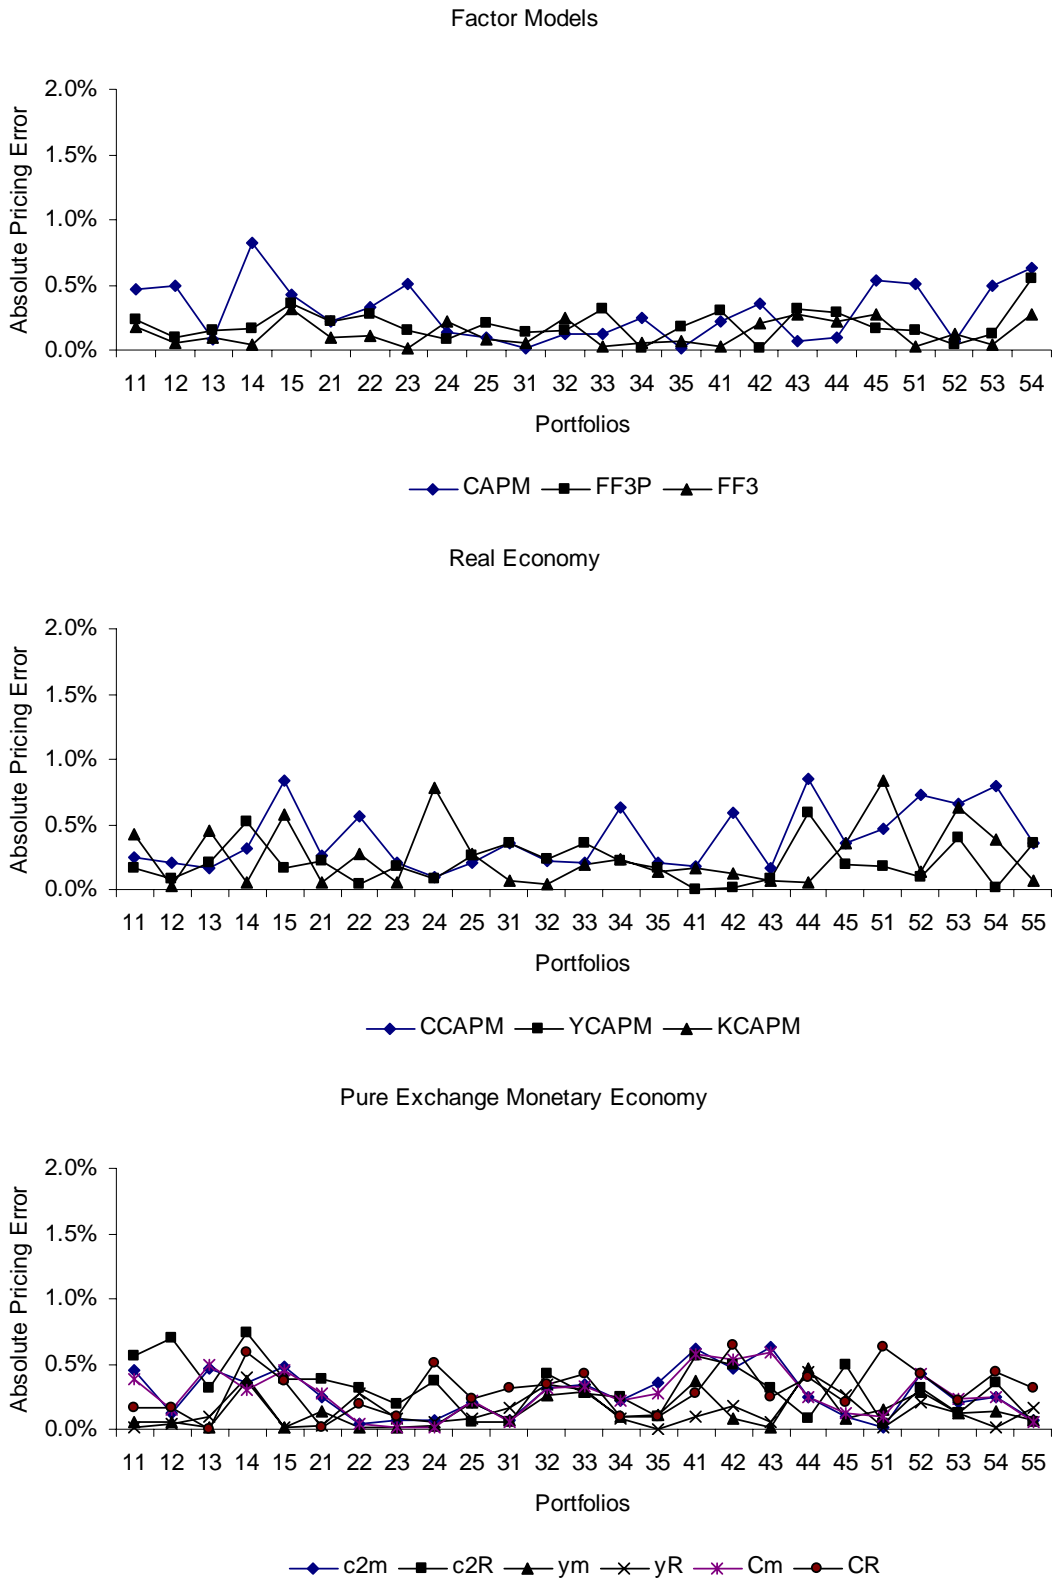 Factor Models
2.0%
1.5%
1.0%
0.5%
0.0%
Absolute Pricing Error
11 12 13 14 15 21 22 23 24 25 31 32 33 34 35 41 42 43 44 45 51 52 53 54
Portfolios
CAPM FF3P FF3
Real Economy
2.0%
1.5%
1.0%
0.5%
0.0%
Absolute Pricing Error
11 12 13 14 15 21 22 23 24 25 31 32 33 34 35 41 42 43 44 45 51 52 53 54 55
Portfolios
CCAPM YCAPM KCAPM
Pure Exchange Monetary Economy
2.0%
1.5%
1.0%
0.5%
0.0%
Absolute Pricing Error
11 12 13 14 15 21 22 23 24 25 31 32 33 34 35 41 42 43 44 45 51 52 53 54 55
Portfolios
c2m c2R ym yR Cm CR